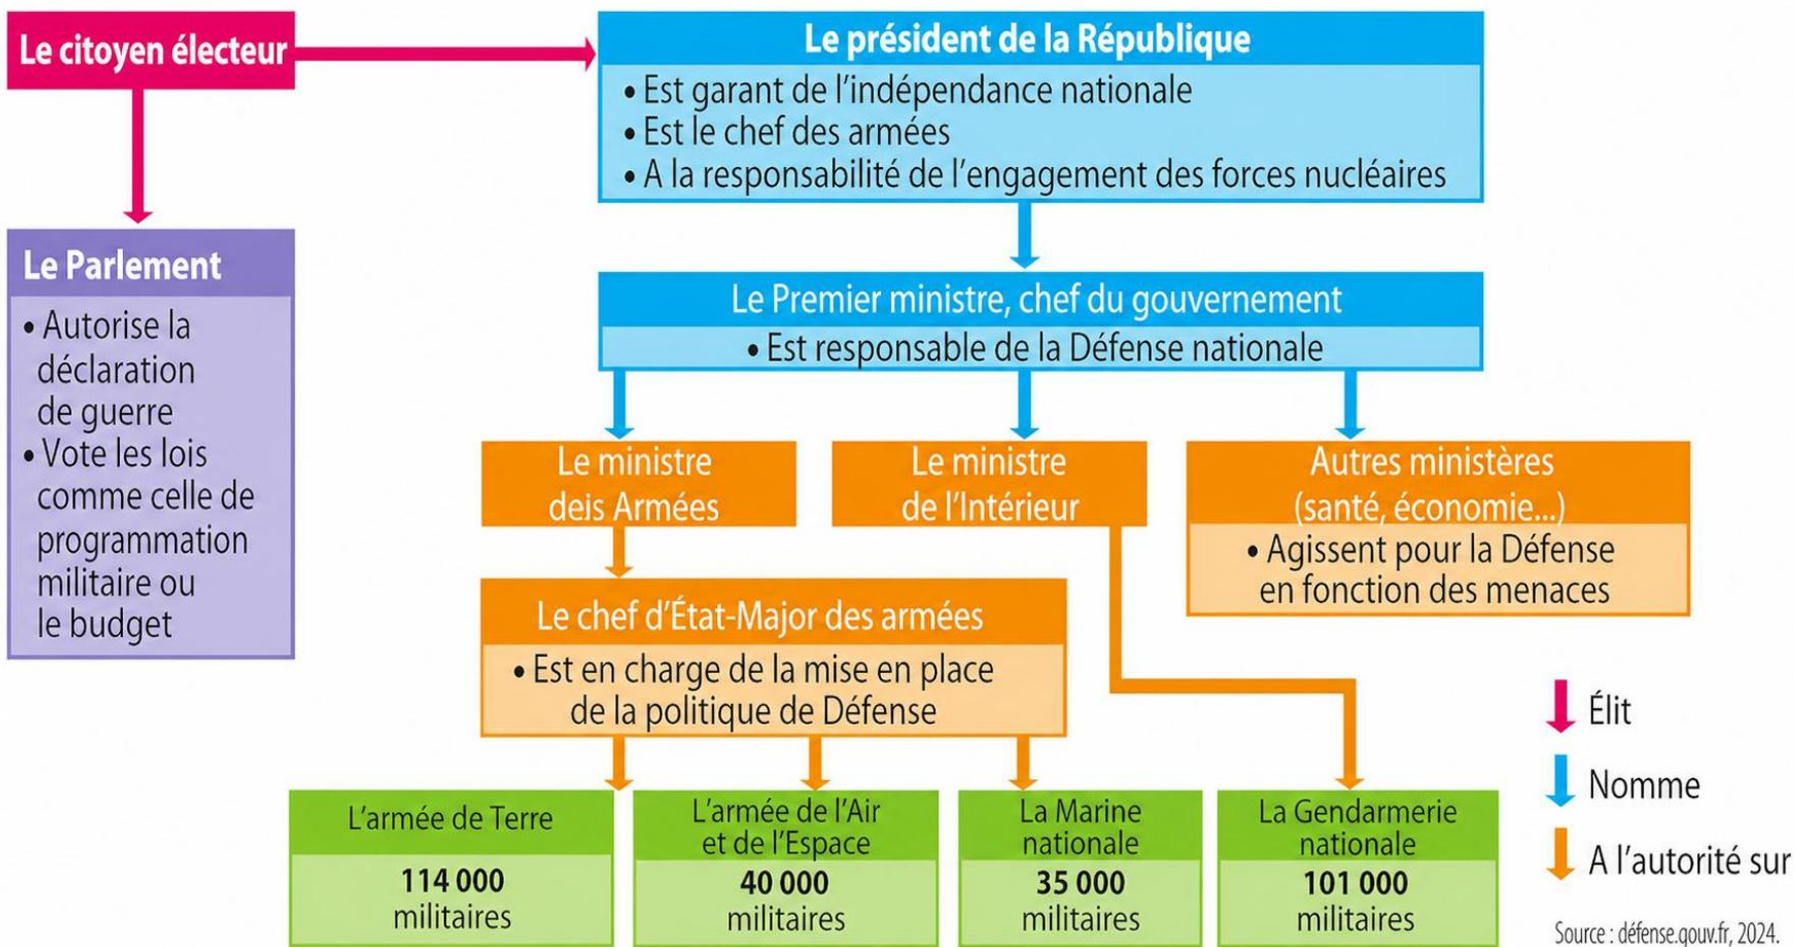 Le citoyen électeur
Le président de la République
• Est garant de l'indépendance nationale
• Est le chef des armées
• A la responsabilité de l'engagement des forces nucléaires
Le Parlement
• Autorise la
déclaration
de guerre
• Vote les lois
comme celle de
programmation
militaire ou
le budget
Le Premier ministre, chef du gouvernement
• Est responsable de la Défense nationale
Le ministre
deis Armées
Le ministre
de l'Intérieur
Autres ministères
(santé, économie...)
• Agissent pour la Défense
en fonction des menaces
Le chef d'État-Major des armées
• Est en charge de la mise en place
de la politique de Défense
L'armée de Terre
114 000
militaires
L'armée de l'Air
et de l'Espace
40 000
militaires
La Marine
nationale
35 000
militaires
La Gendarmerie
nationale
101 000
militaires
Élit
Nomme
A l'autorité sur
Source : défense.gouv.fr, 2024.